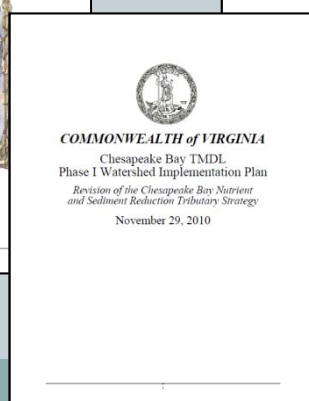 COMMONWEALTH of VIRGINIA
Chesapeake Bay TMDL
Phase I Watershed Implementation Plan
Revision of the Chesapeake Bay Nutrient
and Sediment Reduction Tributary Strategy
November 29, 2010